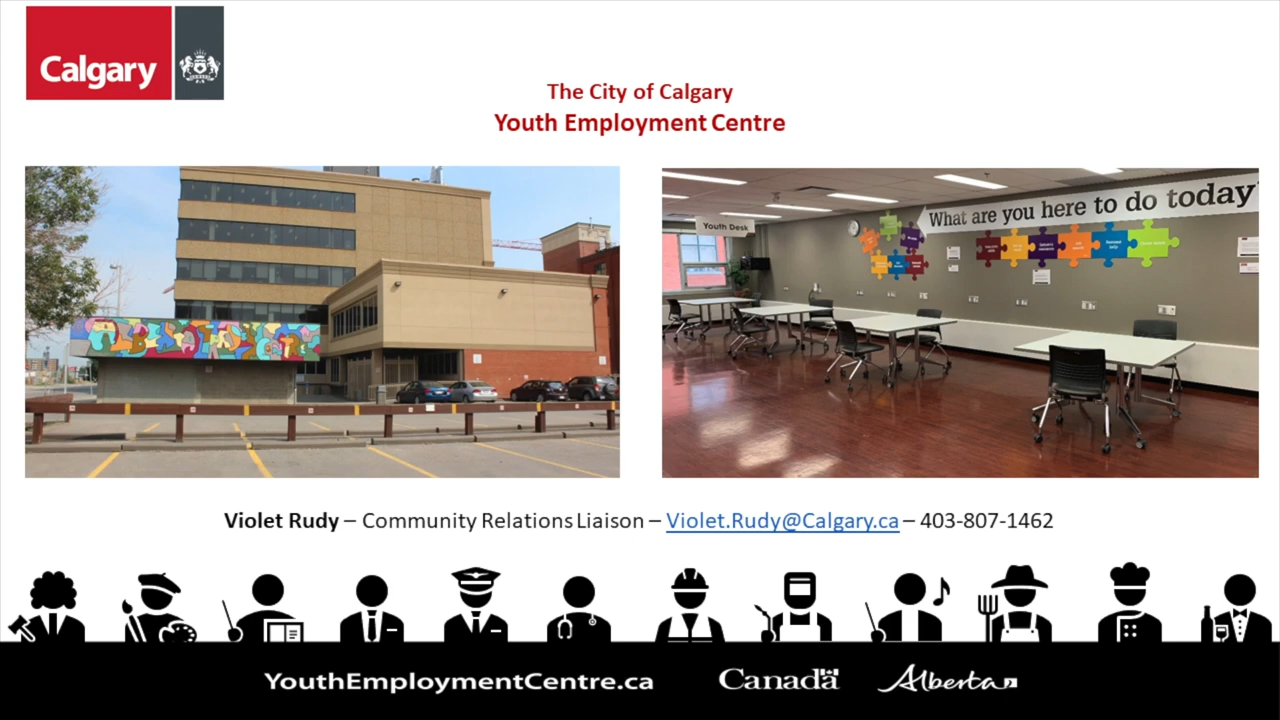 Calgary
The City of Calgary
Youth Employment Centre
Youth Desk
What are you here to do today
Violet Rudy – Community Relations Liaison – Violet.Rudy@Calgary.ca – 403-807-1462
YouthEmploymentCentre.ca
Canada
Alberta